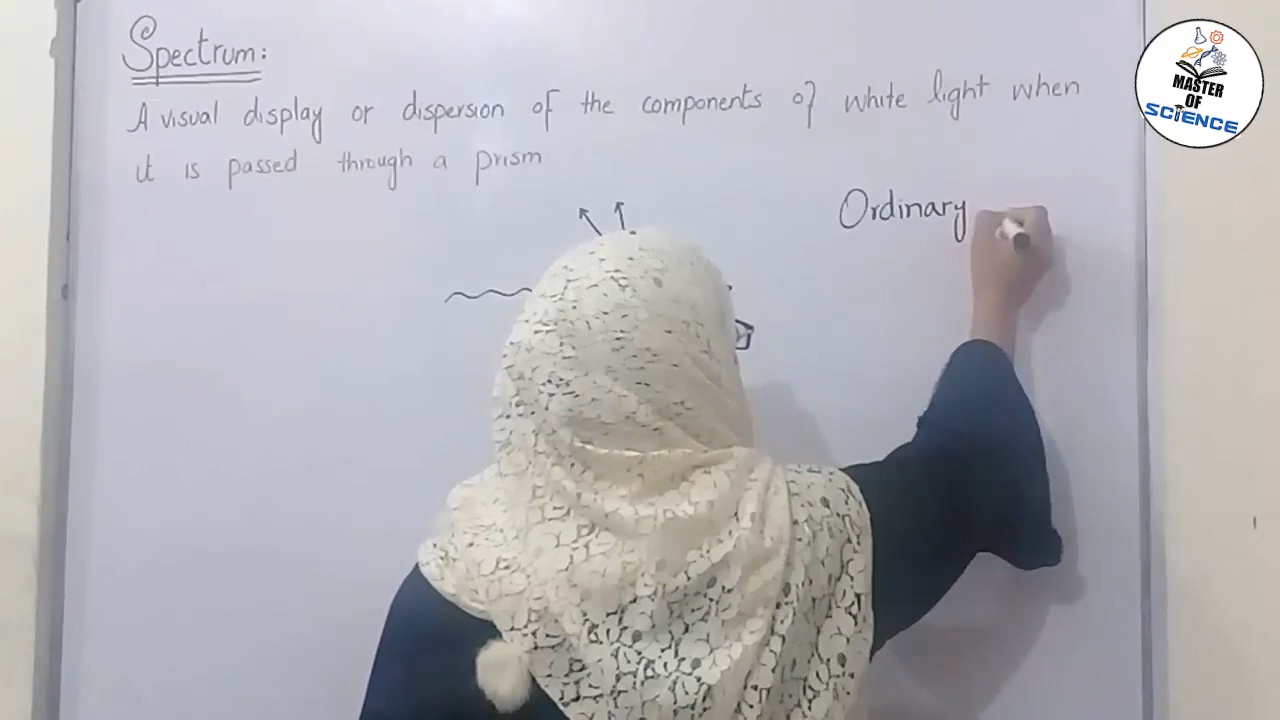 Spectrum:
A visual display or dispersion of the components of white light when
it is passed through a prism
Ordinary
MASTER
OF
SCIENCE